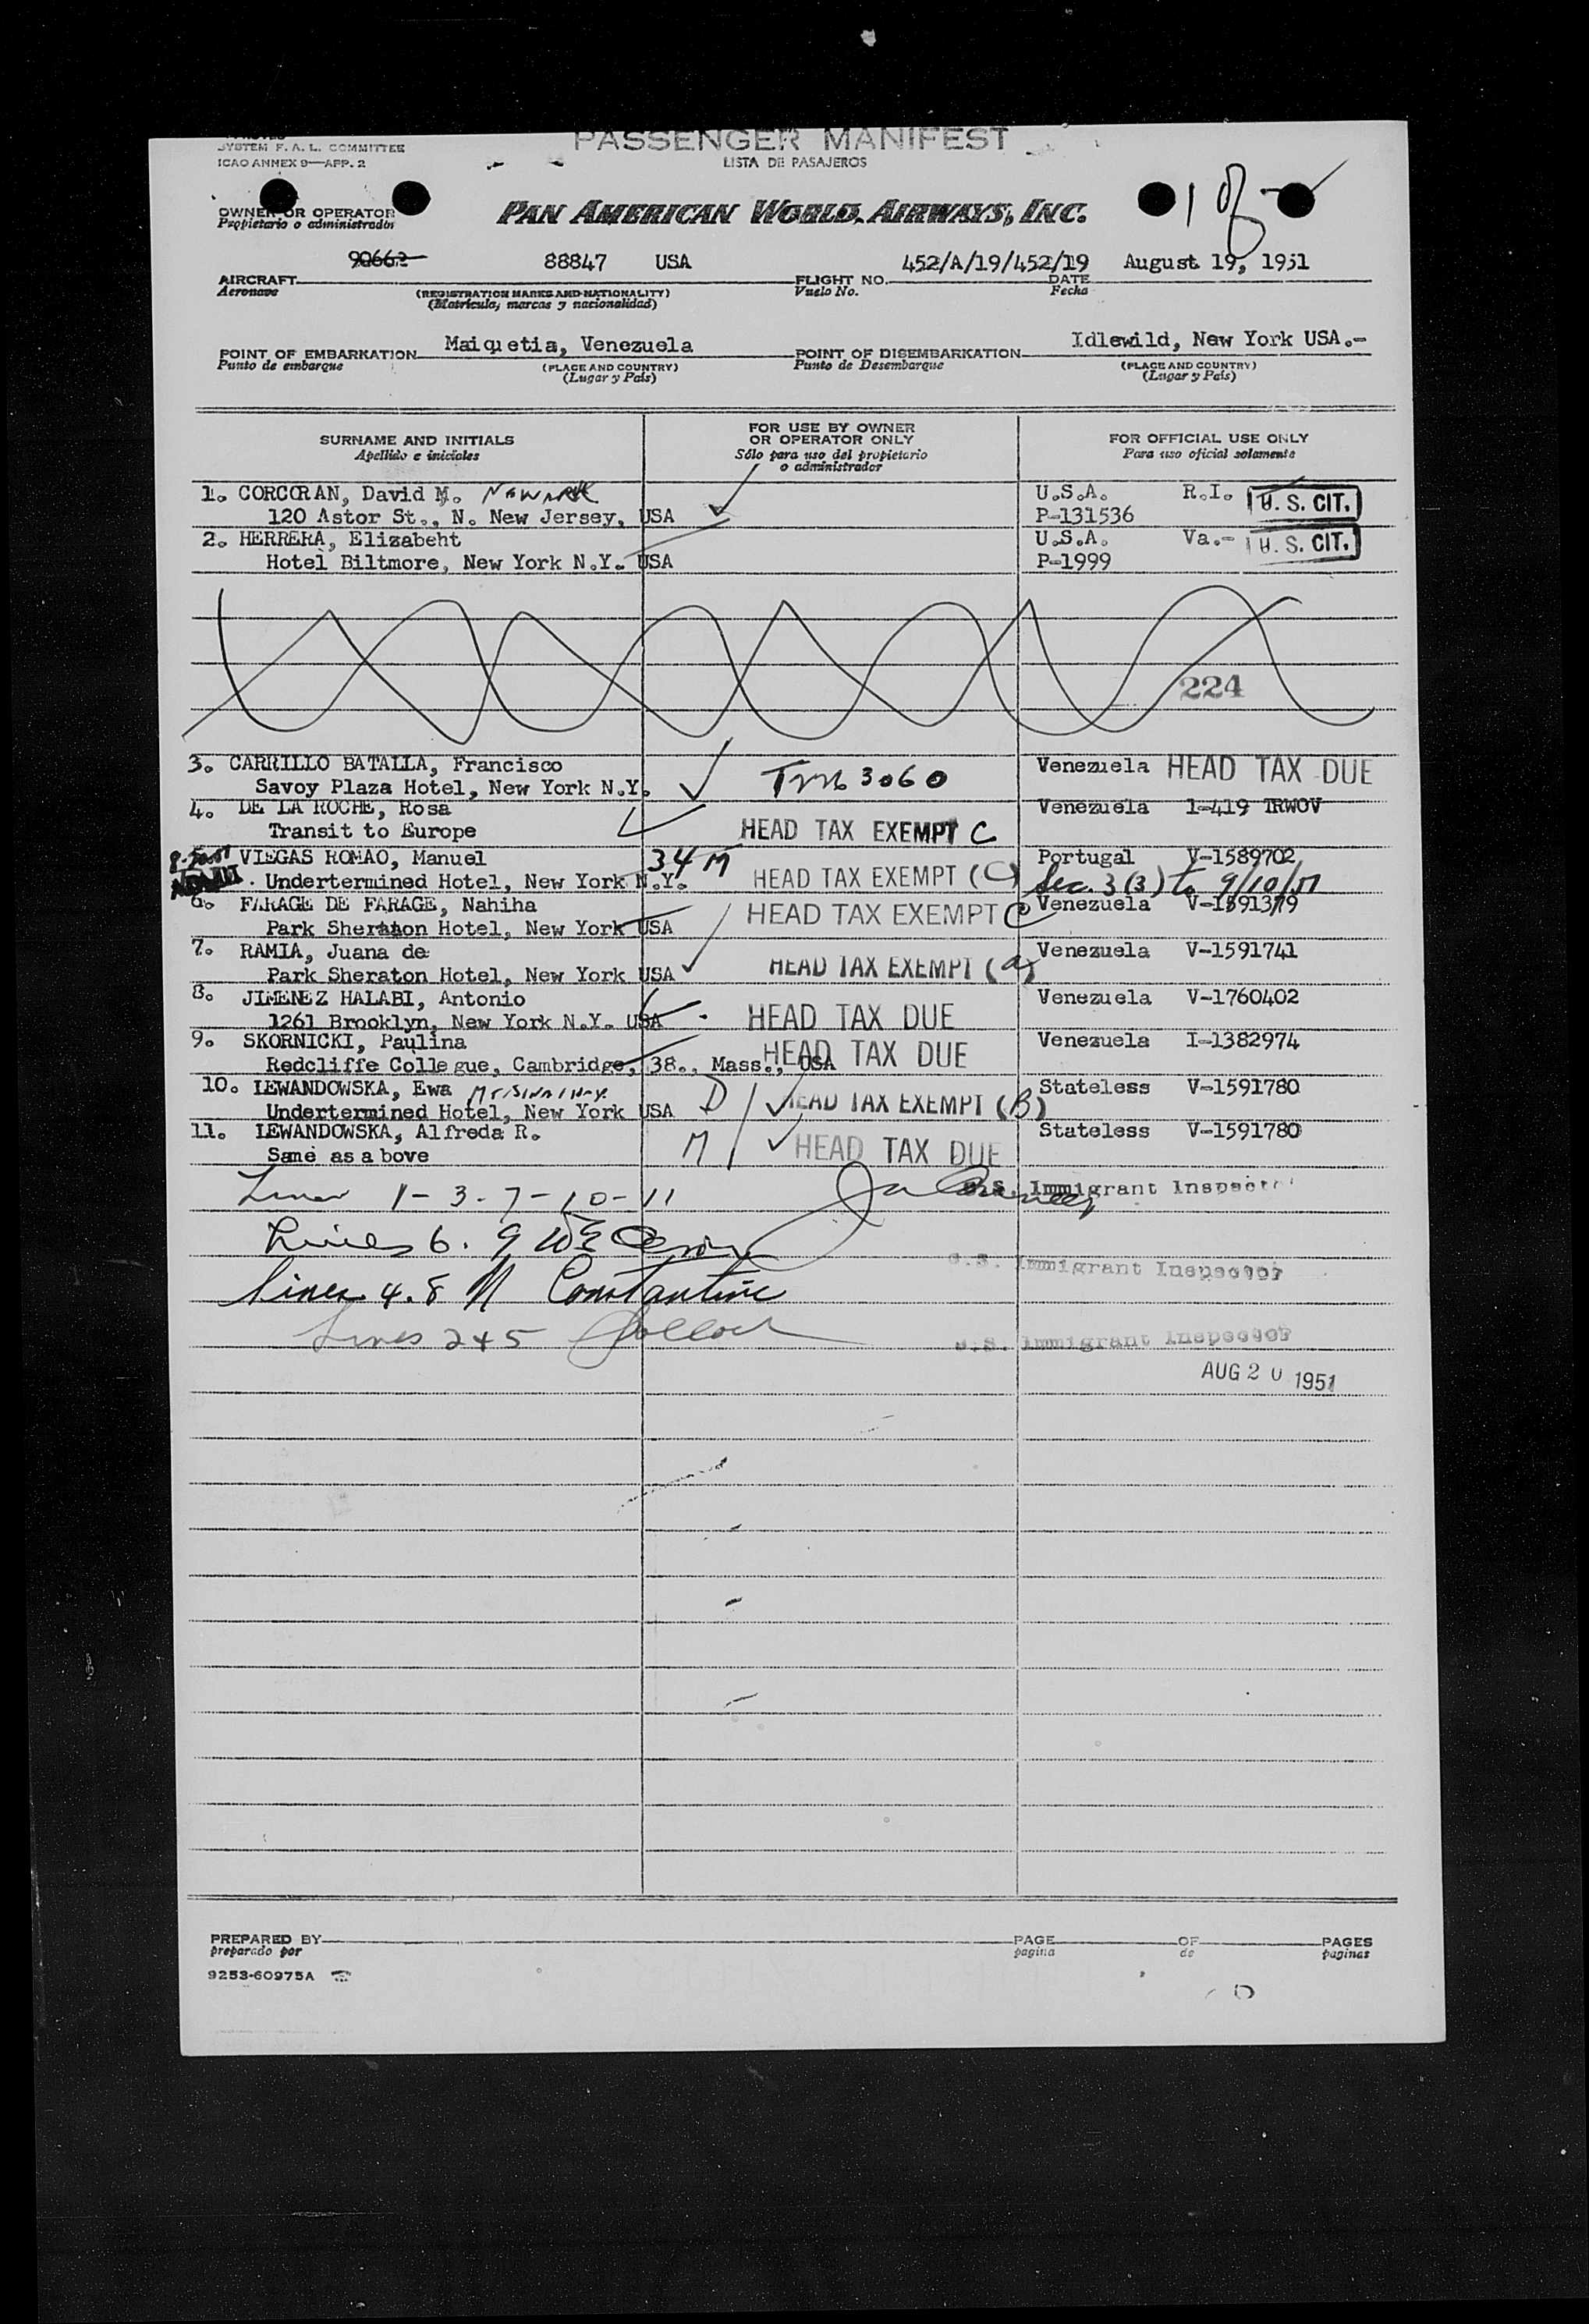 SYSTEM F. A. L. COMMITTEE
ICAO ANNEX 9—APP. 2
PASSENGER MANIFEST
LISTA DE PASAJEROS
OWNER OR OPERATOR
Propietario o administrador
PAN AMERICAN WORLD AIRWAYS, INC.
1 of
90662 88847 USA 452/A/19/452/19 August 19, 1951
AIRCRAFT FLIGHT NO. DATE
Aeronave (REGISTRATION MARKS AND NATIONALITY) Vuelo No. Fecha
(Matrícula, marcas y nacionalidad)
Maiquetia, Venezuela Idlewild, New York USA.-
POINT OF EMBARKATION POINT OF DISEMBARKATION
Punto de embarque (PLACE AND COUNTRY) Punto de Desembarque (PLACE AND COUNTRY)
(Lugar y País) (Lugar y País)
SURNAME AND INITIALS
Apellido e iniciales
FOR USE BY OWNER
OR OPERATOR ONLY
Sólo para uso del propietario
o administrador
FOR OFFICIAL USE ONLY
Para uso oficial solamente
1. CORCORAN, David M. NEWARK U.S.A. R.I. U. S. CIT.
120 Astor St., N. New Jersey, USA P-131536
2. HERRERA, Elizabeht U.S.A. Va.- U. S. CIT.
Hotel Biltmore, New York N.Y. USA P-1999
224
3. CARRILLO BATALLA, Francisco 3060 Venezuela HEAD TAX DUE
Savoy Plaza Hotel, New York N.Y.
4. DE LA ROCHE, Rosa Venezuela 1-419 TRWOV
Transit to Europe HEAD TAX EXEMPT C
VIEGAS ROMAO, Manuel 34 M Portugal V-1589702
Undertermined Hotel, New York N.Y. HEAD TAX EXEMPT (C) Sec. 3 (3) to 9/10/51
6. FARAGE DE FARAGE, Nahiha HEAD TAX EXEMPT C Venezuela V-1591379
Park Sheraton Hotel, New York USA
7. RAMIA, Juana de Venezuela V-1591741
Park Sheraton Hotel, New York USA HEAD TAX EXEMPT (a)
8. JIMENEZ HALABI, Antonio Venezuela V-1760402
1261 Brooklyn, New York N.Y. USA HEAD TAX DUE
9. SKORNICKI, Paulina Venezuela I-1382974
Redcliffe Collegue, Cambridge, 38., Mass., USA HEAD TAX DUE
10. LEWANDOWSKA, Ewa Stateless V-1591780
Undertermined Hotel, New York USA D HEAD TAX EXEMPT (B)
11. LEWANDOWSKA, Alfreda R. Stateless V-1591780
Same as above M HEAD TAX DUE
Lines 1-3-7-10-11 U.S. Immigrant Inspector
Lines 6. 9
U.S. Immigrant Inspector
Lines 4.8 N Constantine
Lines 2+5 Pollock U.S. Immigrant Inspector
AUG 20 1951
PREPARED BY PAGE OF PAGES
preparado por pagina de paginas
9253-60975A